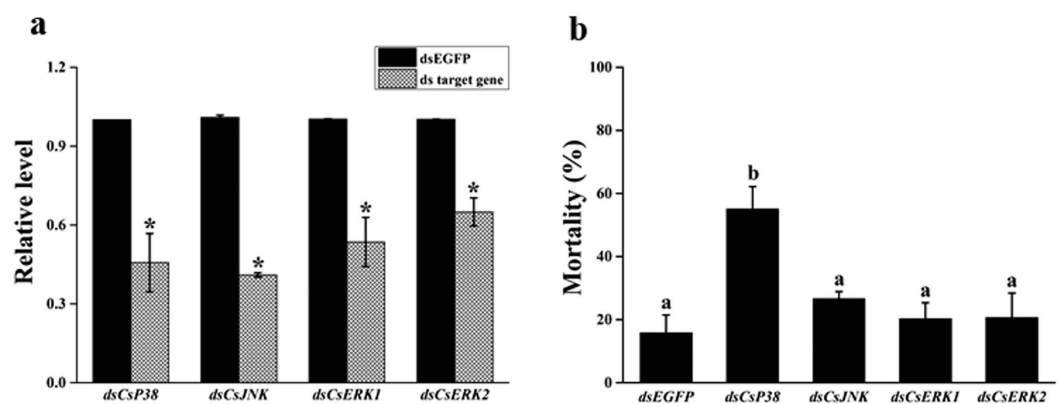 a
dsEGFP
ds target gene
Relative level
1.2
0.9
0.6
0.3
0.0
*
*
*
*
dsCsP38 dsCsJNK dsCsERK1 dsCsERK2
b
Mortality (%)
100
80
60
40
20
0
a
b
a
a
a
dsEGFP dsCsP38 dsCsJNK dsCsERK1 dsCsERK2